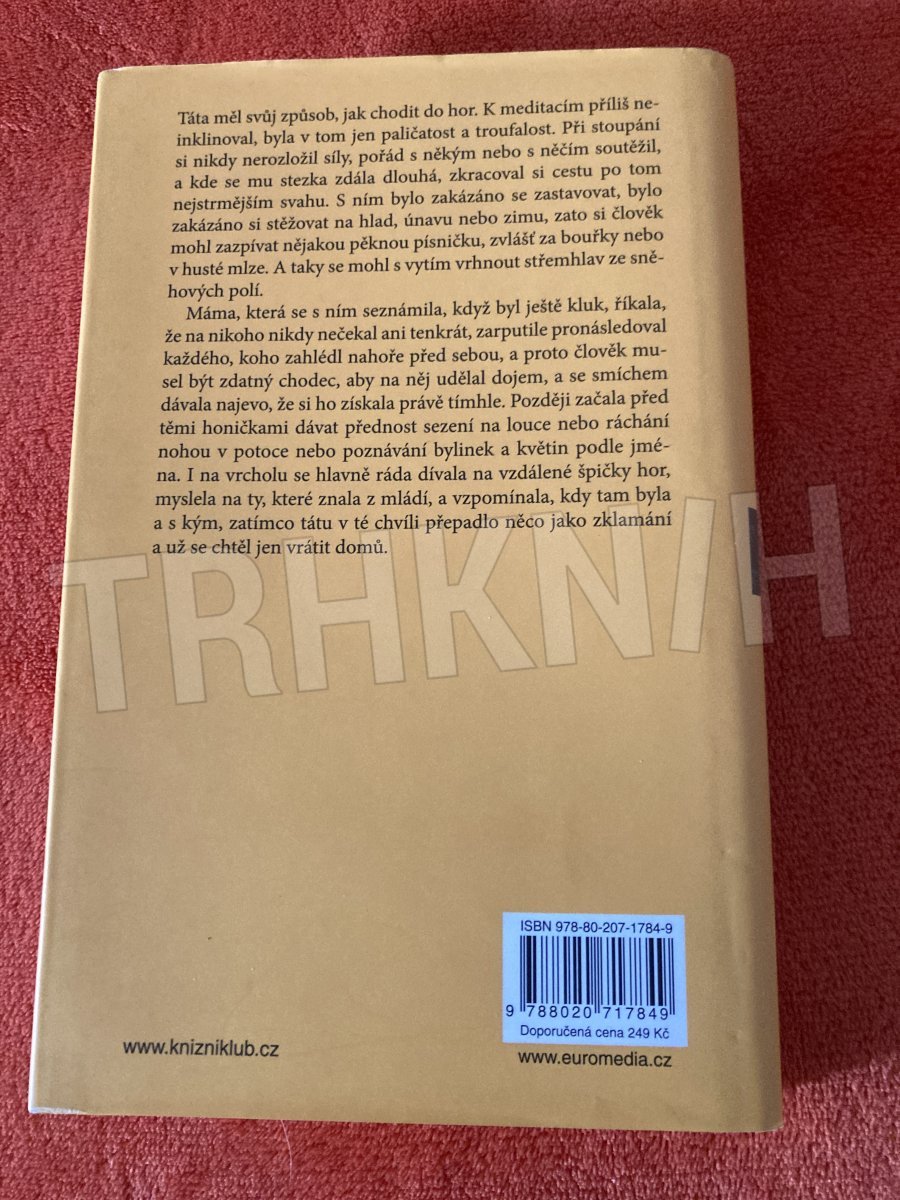 Táta měl svůj způsob, jak chodit do hor. K meditacím příliš ne-
inklinoval, byla v tom jen paličatost a troufalost. Při stoupání
si nikdy nerozložil síly, pořád s někým nebo s něčím soutěžil,
a kde se mu stezka zdála dlouhá, zkracoval si cestu po tom
nejstrmějším svahu. S ním bylo zakázáno se zastavovat, bylo
zakázáno si stěžovat na hlad, únavu nebo zimu, zato si člověk
mohl zazpívat nějakou pěknou písničku, zvlášť za bouřky nebo
v husté mlze. A taky se mohl s vytím vrhnout střemhlav ze sně-
hových polí.
Máma, která se s ním seznámila, když byl ještě kluk, říkala,
že na nikoho nikdy nečekal ani tenkrát, zarputile pronásledoval
každého, koho zahlédl nahoře před sebou, a proto člověk mu-
sel být zdatný chodec, aby na něj udělal dojem, a se smíchem
dávala najevo, že si ho získala právě tímhle. Později začala před
těmi honičkami dávat přednost sezení na louce nebo ráchání
nohou v potoce nebo poznávání bylinek a květin podle jmé-
na. I na vrcholu se hlavně ráda dívala na vzdálené špičky hor,
myslela na ty, které znala z mládí, a vzpomínala, kdy tam byla
a s kým, zatímco tátu v té chvíli přepadlo něco jako zklamání
a už se chtěl jen vrátit domů.
TRHKNIH
ISBN 978-80-207-1784-9
9 788020 717849
Doporučená cena 249 Kč
www.knizniklub.cz
www.euromedia.cz